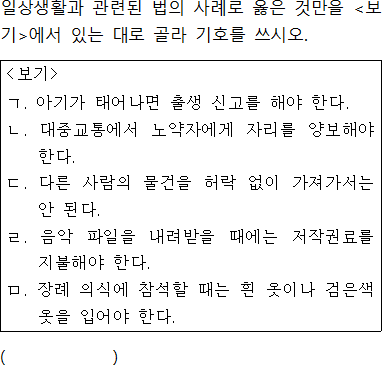 일상생활과 관련된 법의 사례로 옳은 것만을 <보
기>에서 있는 대로 골라 기호를 쓰시오.
<보기>
ㄱ. 아기가 태어나면 출생 신고를 해야 한다.
ㄴ. 대중교통에서 노약자에게 자리를 양보해야
한다.
ㄷ. 다른 사람의 물건을 허락 없이 가져가서는
안 된다.
ㄹ. 음악 파일을 내려받을 때에는 저작권료를
지불해야 한다.
ㅁ. 장례 의식에 참석할 때는 흰 옷이나 검은색
옷을 입어야 한다.
( )